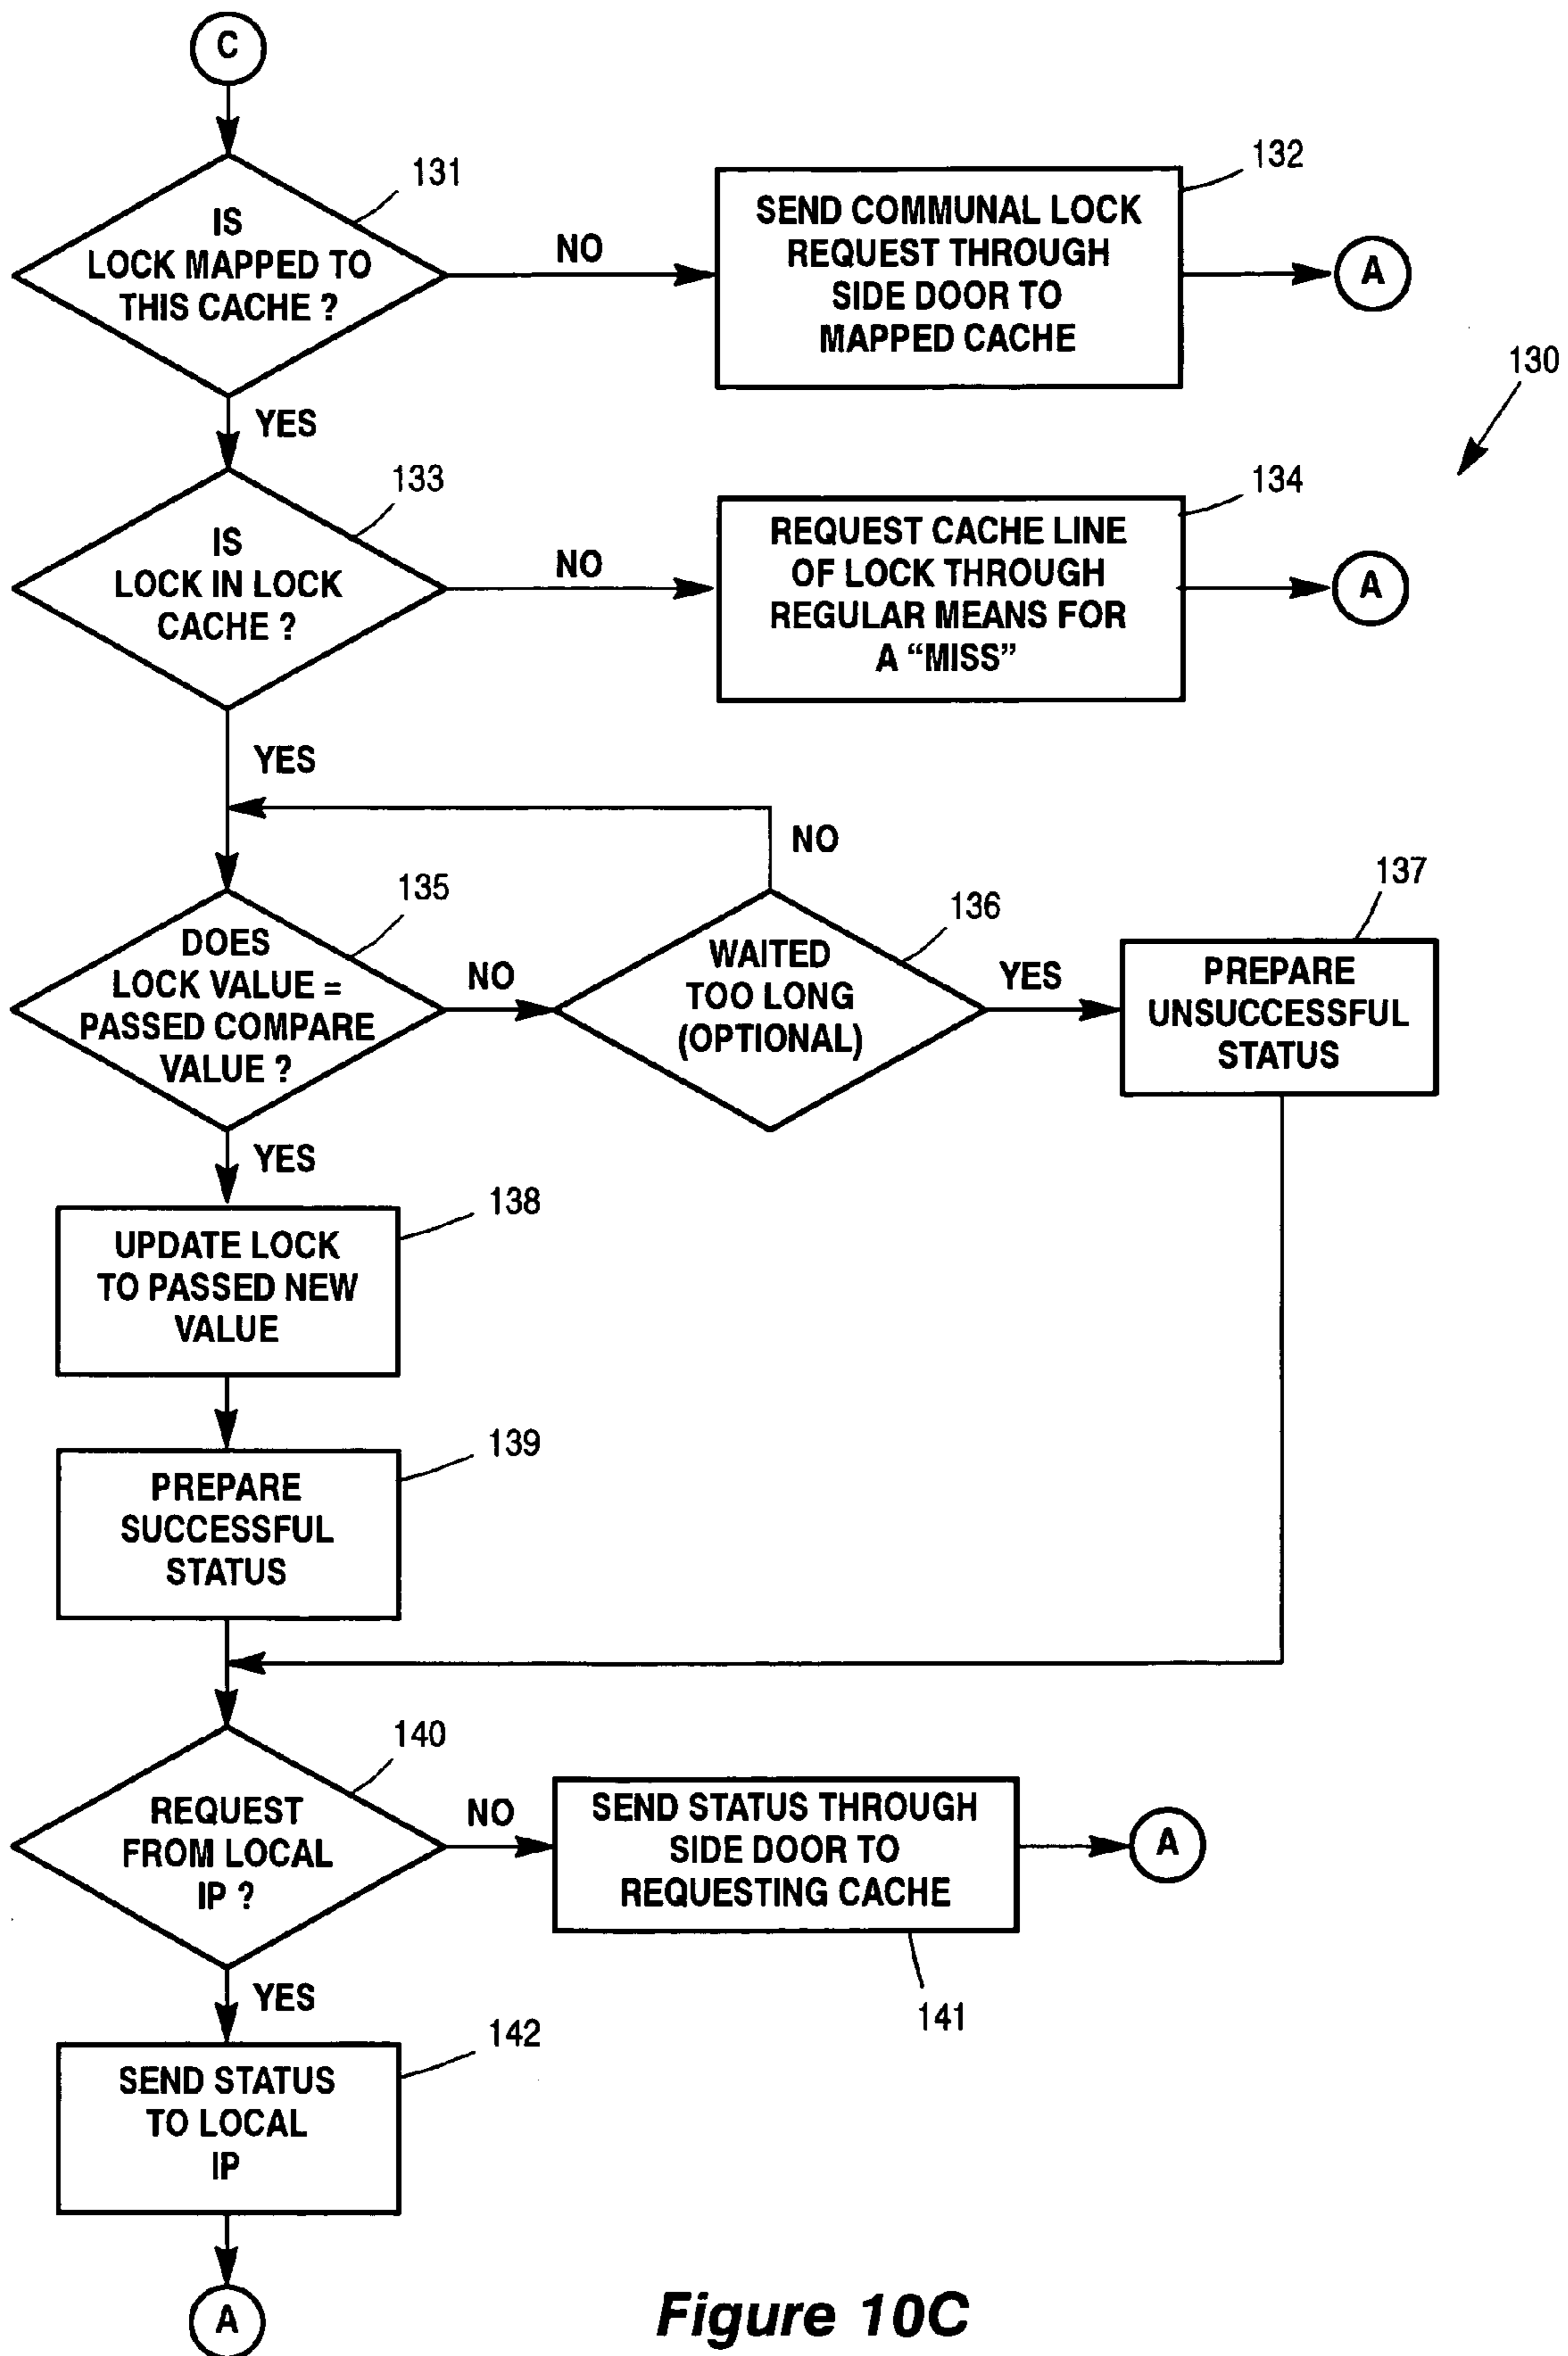 C
131
IS
LOCK MAPPED TO
THIS CACHE ?
NO
132
SEND COMMUNAL LOCK
REQUEST THROUGH
SIDE DOOR TO
MAPPED CACHE
A
130
YES
133
IS
LOCK IN LOCK
CACHE ?
NO
134
REQUEST CACHE LINE
OF LOCK THROUGH
REGULAR MEANS FOR
A “MISS”
A
YES
NO
135
DOES
LOCK VALUE =
PASSED COMPARE
VALUE ?
NO
136
WAITED
TOO LONG
(OPTIONAL)
YES
137
PREPARE
UNSUCCESSFUL
STATUS
YES
138
UPDATE LOCK
TO PASSED NEW
VALUE
139
PREPARE
SUCCESSFUL
STATUS
140
REQUEST
FROM LOCAL
IP ?
NO
SEND STATUS THROUGH
SIDE DOOR TO
REQUESTING CACHE
141
A
YES
142
SEND STATUS
TO LOCAL
IP
A
Figure 10C